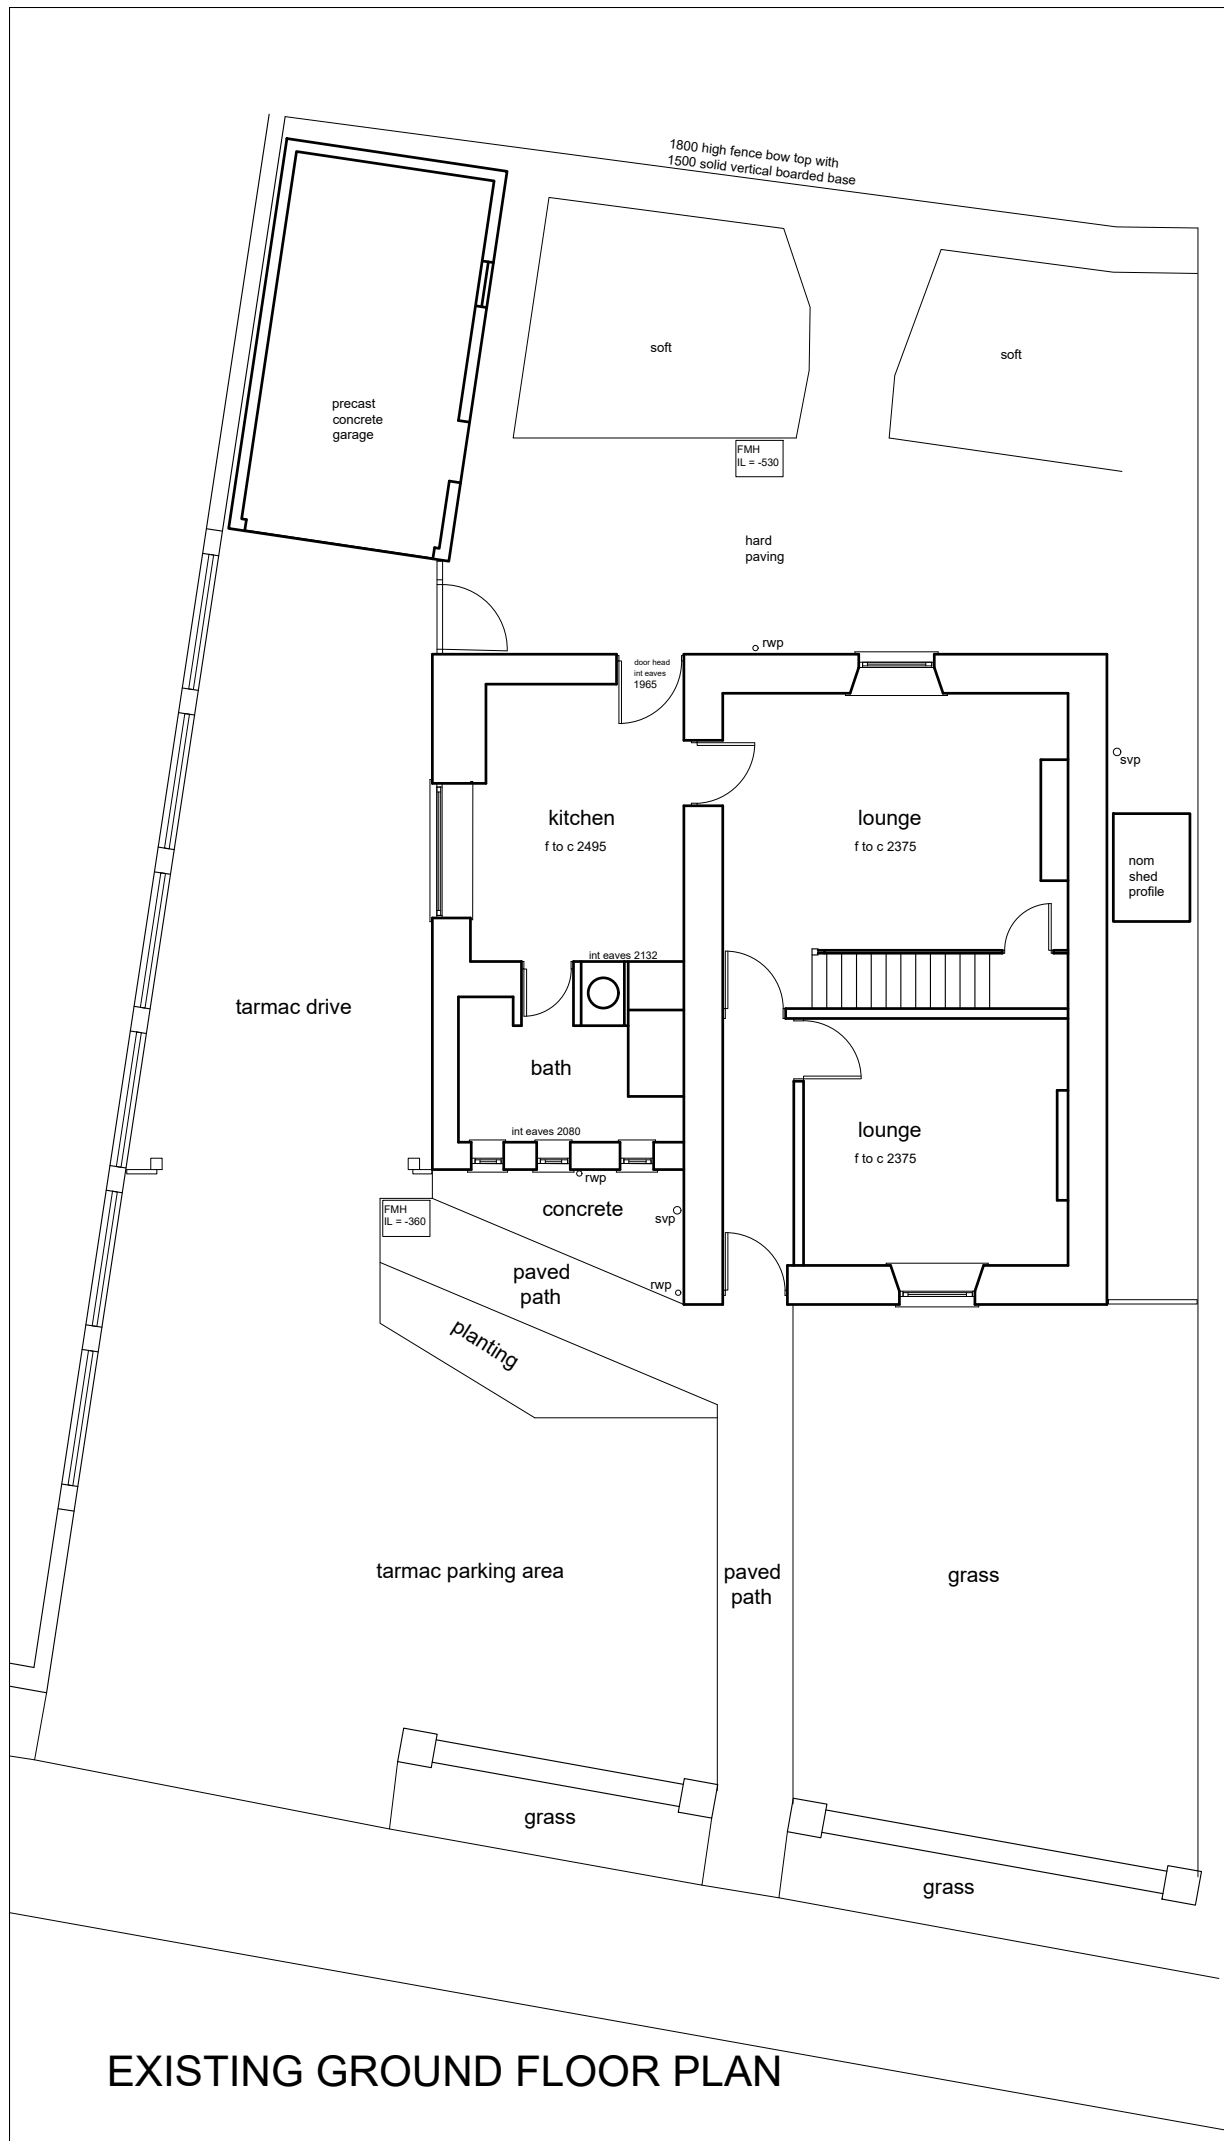 1800 high fence bow top with
1500 solid vertical boarded base
soft
soft
precast
concrete
garage
FMH
IL = -530
hard
paving
rwp
door head
int eaves
1965
svp
kitchen
f to c 2495
lounge
f to c 2375
nom
shed
profile
int eaves 2132
tarmac drive
bath
int eaves 2080
lounge
f to c 2375
rwp
FMH
IL = -360
concrete
svp
paved
path
rwp
planting
tarmac parking area
paved
path
grass
grass
grass
EXISTING GROUND FLOOR PLAN